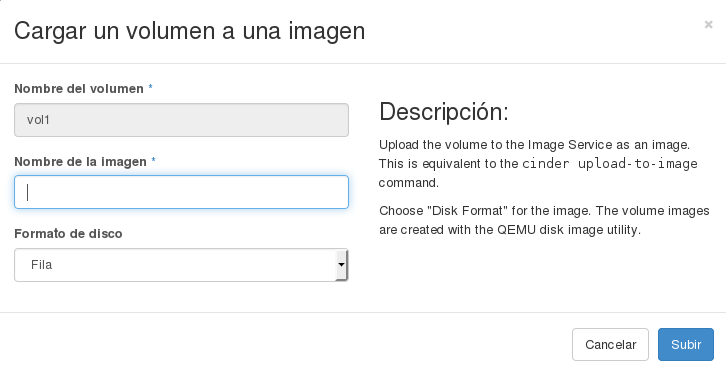 Cargar un volumen a una imagen
×
Nombre del volumen *
vol1
Nombre de la imagen *
Formato de disco
Fila
Descripción:
Upload the volume to the Image Service as an image.
This is equivalent to the cinder upload-to-image
command.
Choose "Disk Format" for the image. The volume images
are created with the QEMU disk image utility.
Cancelar
Subir